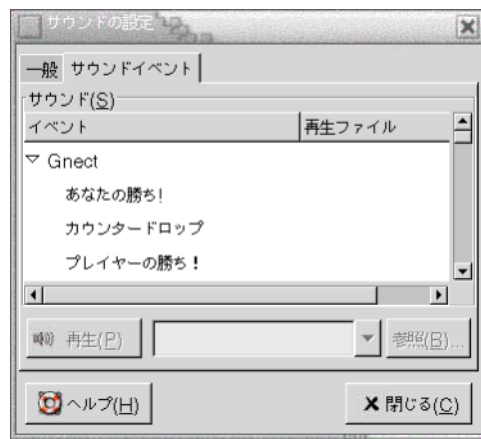 サウンドの設定
一般 サウンドイベント
サウンド(S)
イベント 再生ファイル
Gnect
あなたの勝ち!
カウンタードロップ
プレイヤーの勝ち!
再生(P) 参照(B)...
ヘルプ(H) 閉じる(C)